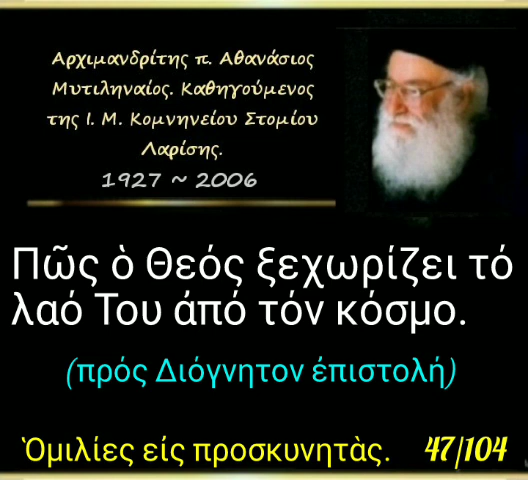 Αρχιμανδρίτης π. Αθανάσιος
Μυτιληναίος. Καθηγούμενος
της Ι. Μ. Κομνηνείου Στομίου
Λαρίσης.
1927 ~ 2006
Πῶς ὁ Θεός ξεχωρίζει τό
λαό Του ἀπό τόν κόσμο.
(πρός Διόγνητον ἐπιστολή)
Ὁμιλίες είς προσκυνητὰς. 47/104